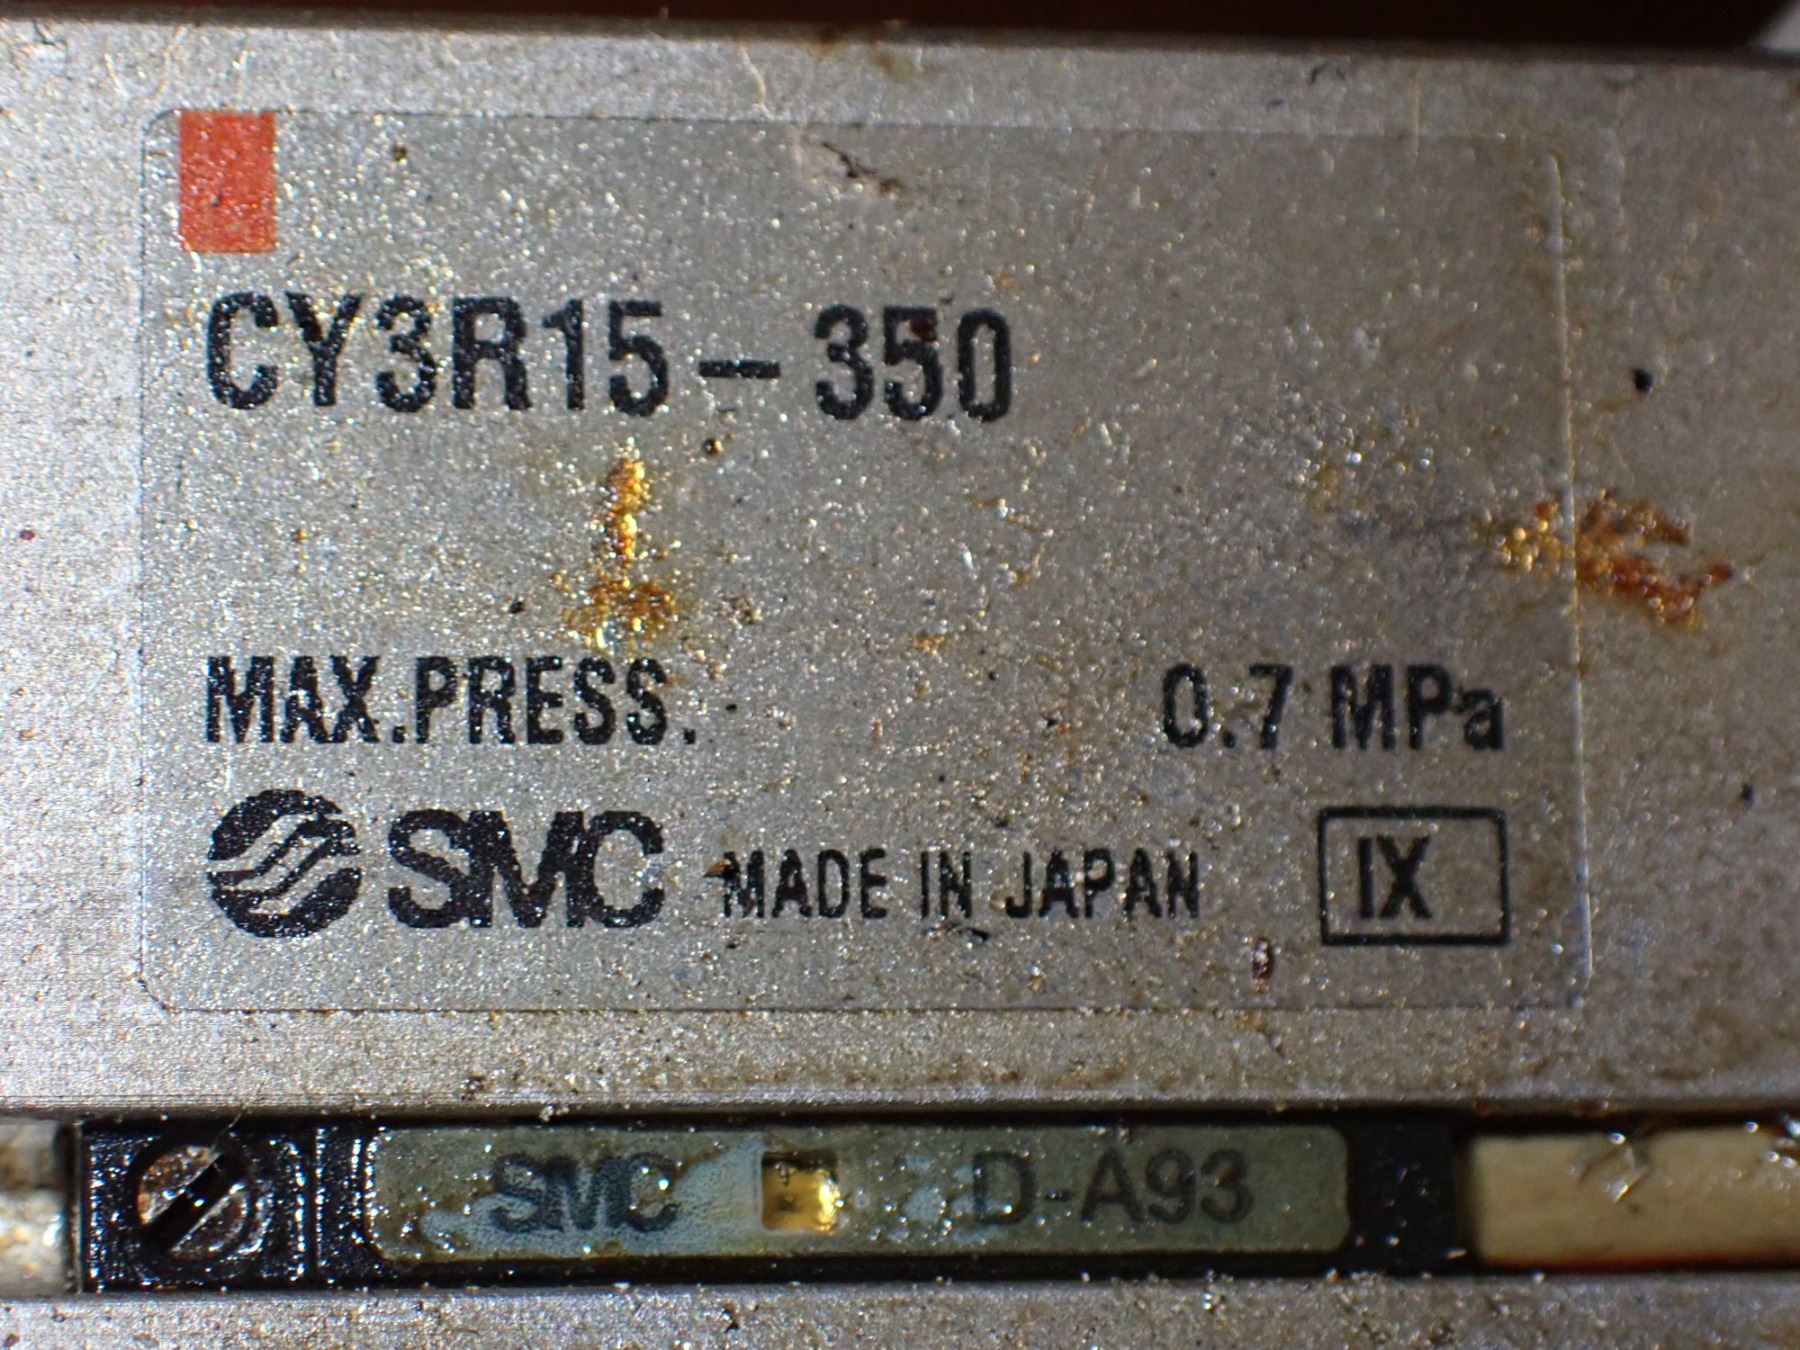 CY3R15-350
MAX.PRESS. 0.7 MPa
SMC MADE IN JAPAN IX
SMC D-A93